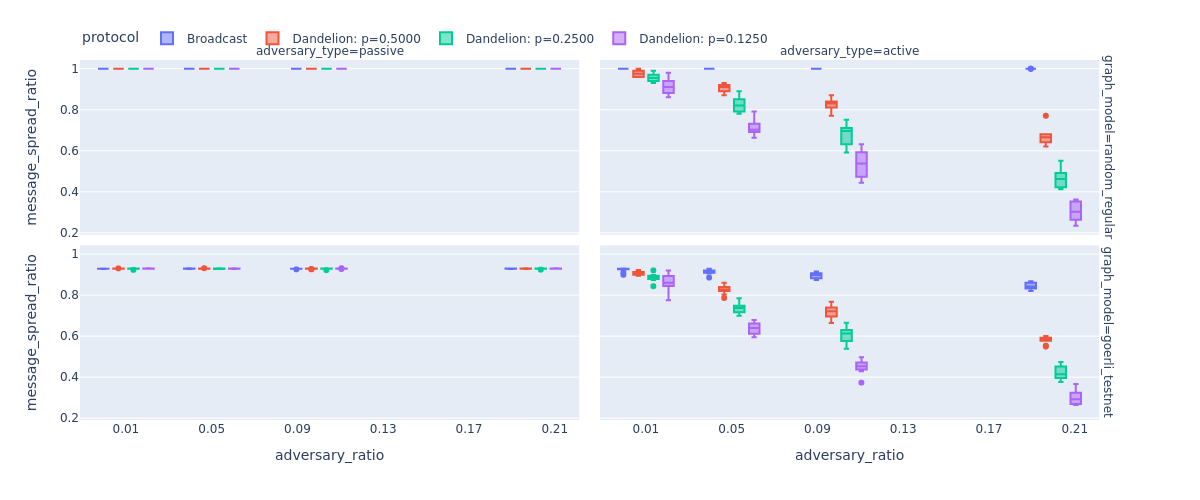 protocol Broadcast Dandelion: p=0.5000 Dandelion: p=0.2500 Dandelion: p=0.1250
adversary_type=passive adversary_type=active
message_spread_ratio
1
0.8
0.6
0.4
0.2
graph_model=random_regular
message_spread_ratio
1
0.8
0.6
0.4
0.2
graph_model=goerli_testnet
0.01 0.05 0.09 0.13 0.17 0.21 0.01 0.05 0.09 0.13 0.17 0.21
adversary_ratio adversary_ratio